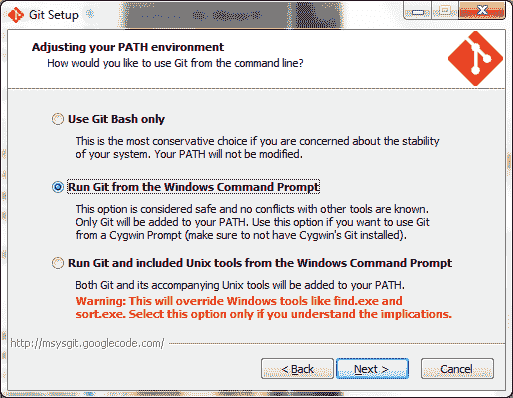 Git Setup
Adjusting your PATH environment
How would you like to use Git from the command line?
Use Git Bash only
This is the most conservative choice if you are concerned about the stability
of your system. Your PATH will not be modified.
Run Git from the Windows Command Prompt
This option is considered safe and no conflicts with other tools are known.
Only Git will be added to your PATH. Use this option if you want to use Git
from a Cygwin Prompt (make sure to not have Cygwin's Git installed).
Run Git and included Unix tools from the Windows Command Prompt
Both Git and its accompanying Unix tools will be added to your PATH.
Warning: This will override Windows tools like find.exe and
sort.exe. Select this option only if you understand the implications.
http://msysgit.googlecode.com/
< Back Next > Cancel